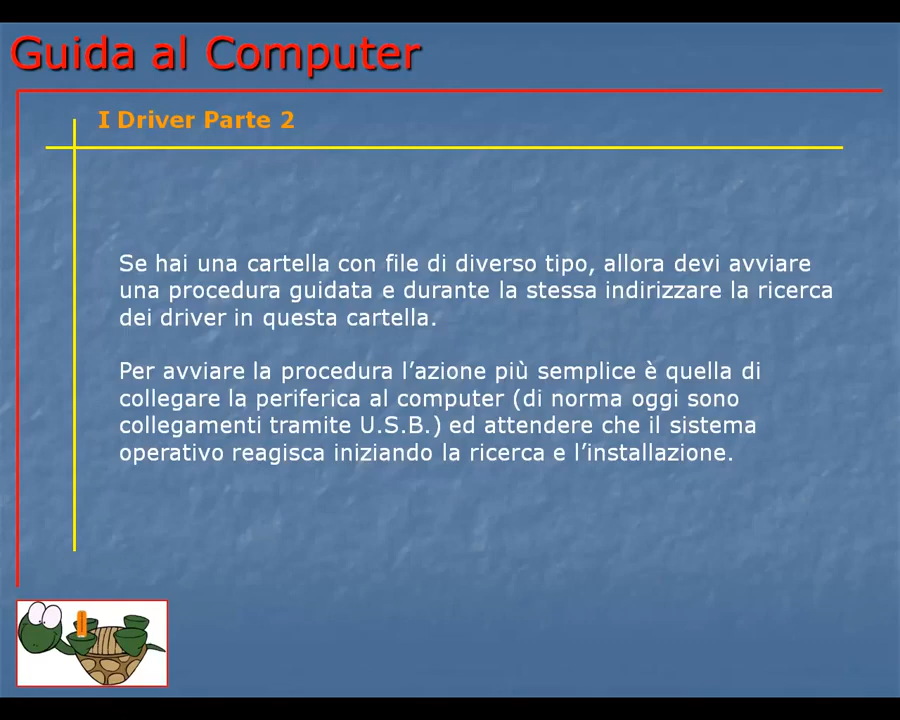 Guida al Computer
I Driver Parte 2
Se hai una cartella con file di diverso tipo, allora devi avviare
una procedura guidata e durante la stessa indirizzare la ricerca
dei driver in questa cartella.
Per avviare la procedura l’azione più semplice è quella di
collegare la periferica al computer (di norma oggi sono
collegamenti tramite U.S.B.) ed attendere che il sistema
operativo reagisca iniziando la ricerca e l’installazione.